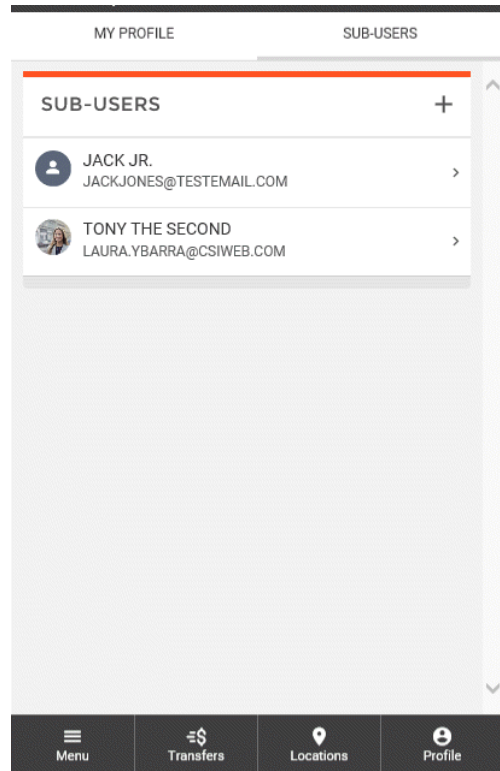 MY PROFILE
SUB-USERS
SUB-USERS
+
JACK JR.
JACKJONES@TESTEMAIL.COM
TONY THE SECOND
LAURA.YBARRA@CSIWEB.COM
Menu
Transfers
Locations
Profile